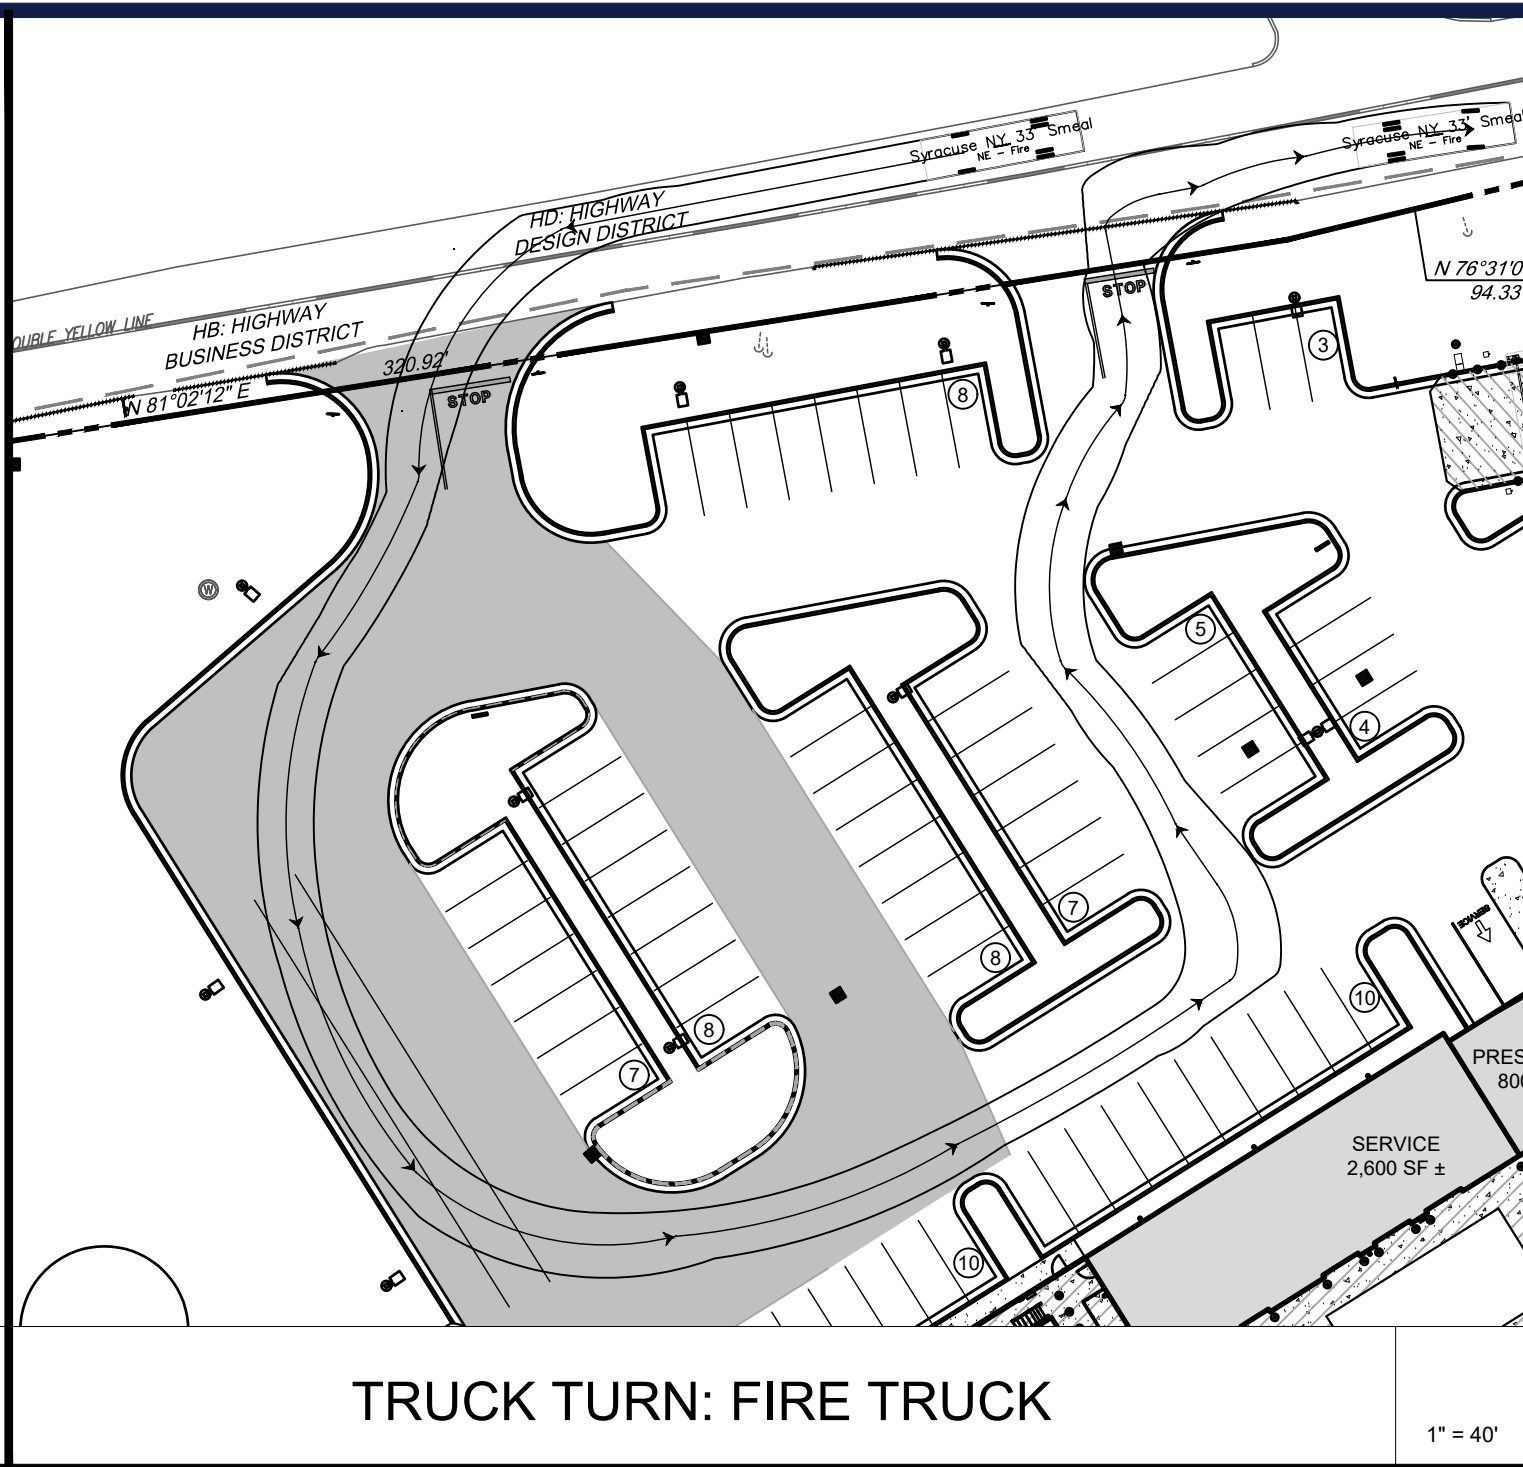 Syracuse NY 33' Smeal
NE - Fire
Syracuse NY 33' Smeal
NE - Fire
HD: HIGHWAY
DESIGN DISTRICT
OUBLE YELLOW LINE
HB: HIGHWAY
BUSINESS DISTRICT
320.92'
N 81°02'12" E
N 76°31'0
94.33
STOP
STOP
3
8
W
5
4
7
8
8
7
10
10
SERVICE
SERVICE
2,600 SF ±
PRES
800
TRUCK TURN: FIRE TRUCK
1" = 40'